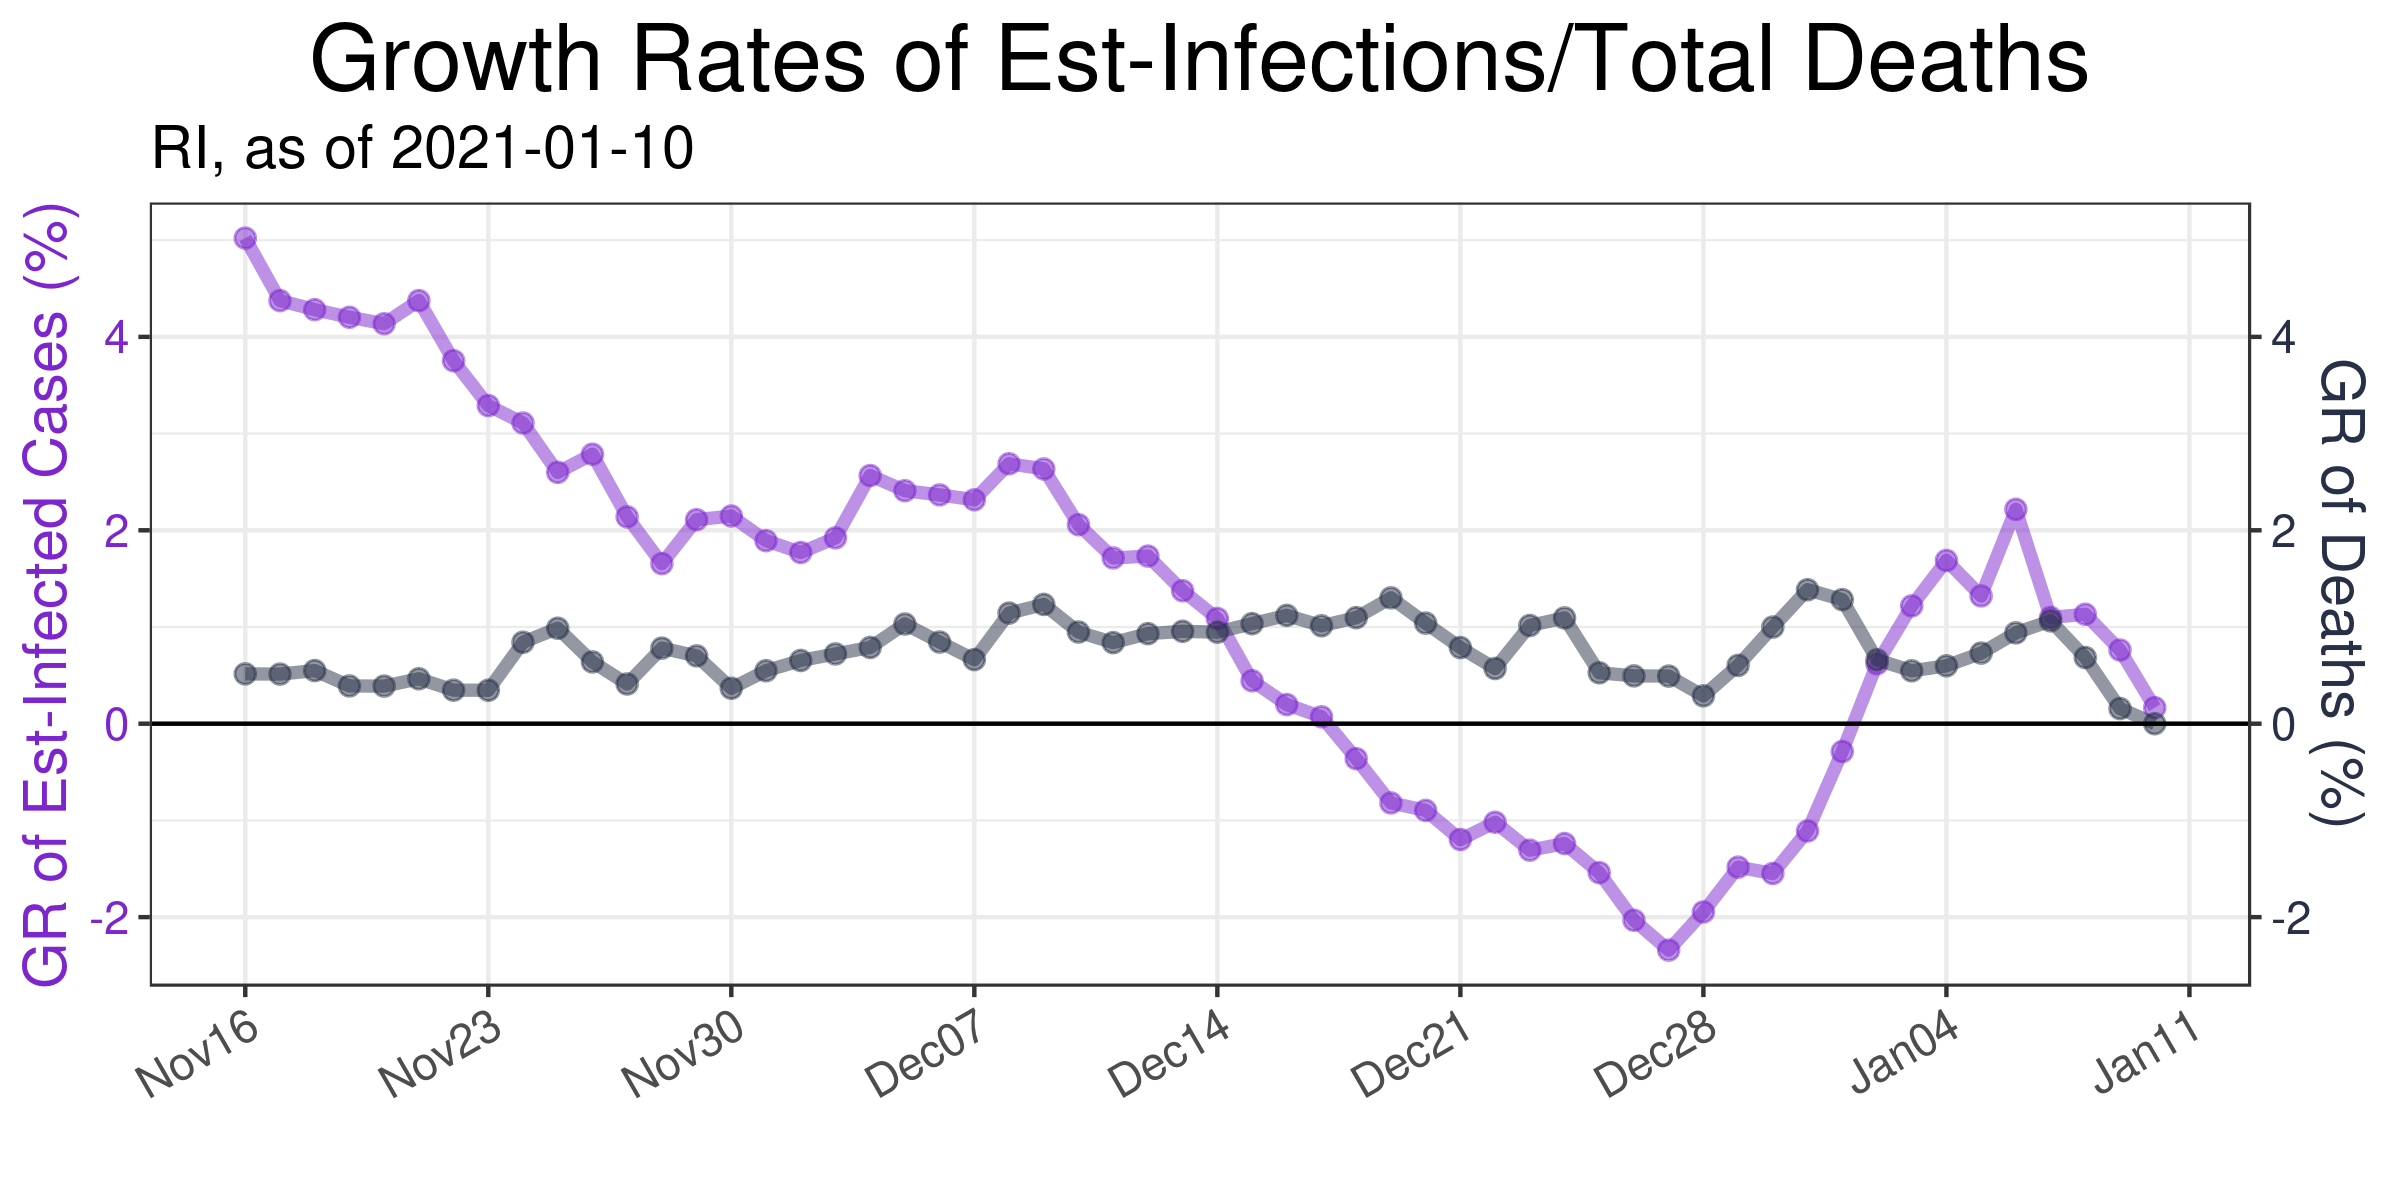 Growth Rates of Est-Infections/Total Deaths
RI, as of 2021-01-10
GR of Est-Infected Cases (%)
4
2
0
-2
4
2
0
-2
GR of Deaths (%)
Nov16
Nov23
Nov30
Dec07
Dec14
Dec21
Dec28
Jan04
Jan11